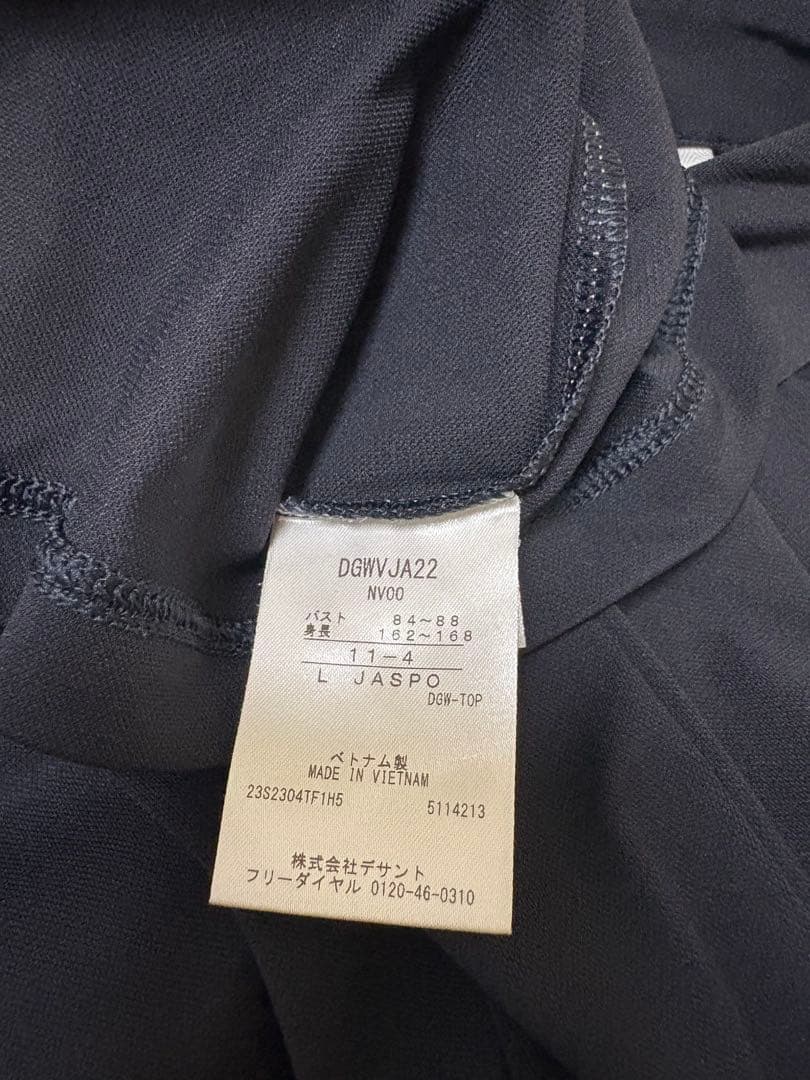 DGWVJA22
NV00
バスト 84～88
身長 162～168
11-4
L JASPO
DGW-TOP
ベトナム製
MADE IN VIETNAM
23S2304TF1H5 5114213
株式会社デサント
フリーダイヤル 0120-46-0310